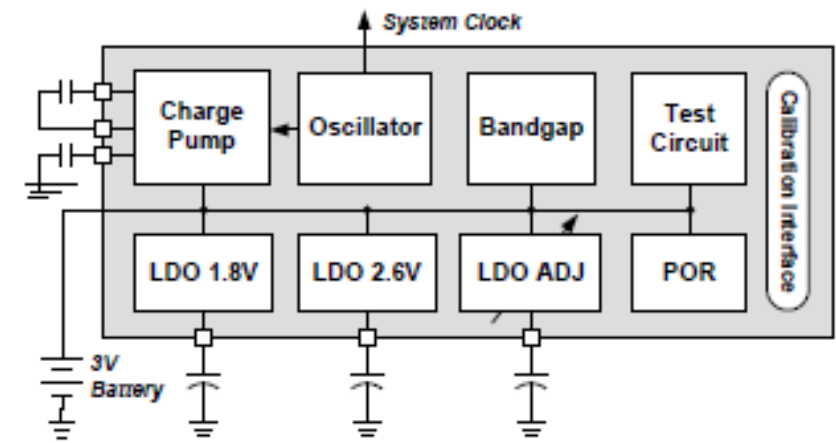 System Clock
Charge
Pump
Oscillator
Bandgap
Test
Circuit
Calibration Interface
LDO 1.8V
LDO 2.6V
LDO ADJ
POR
3V
Battery